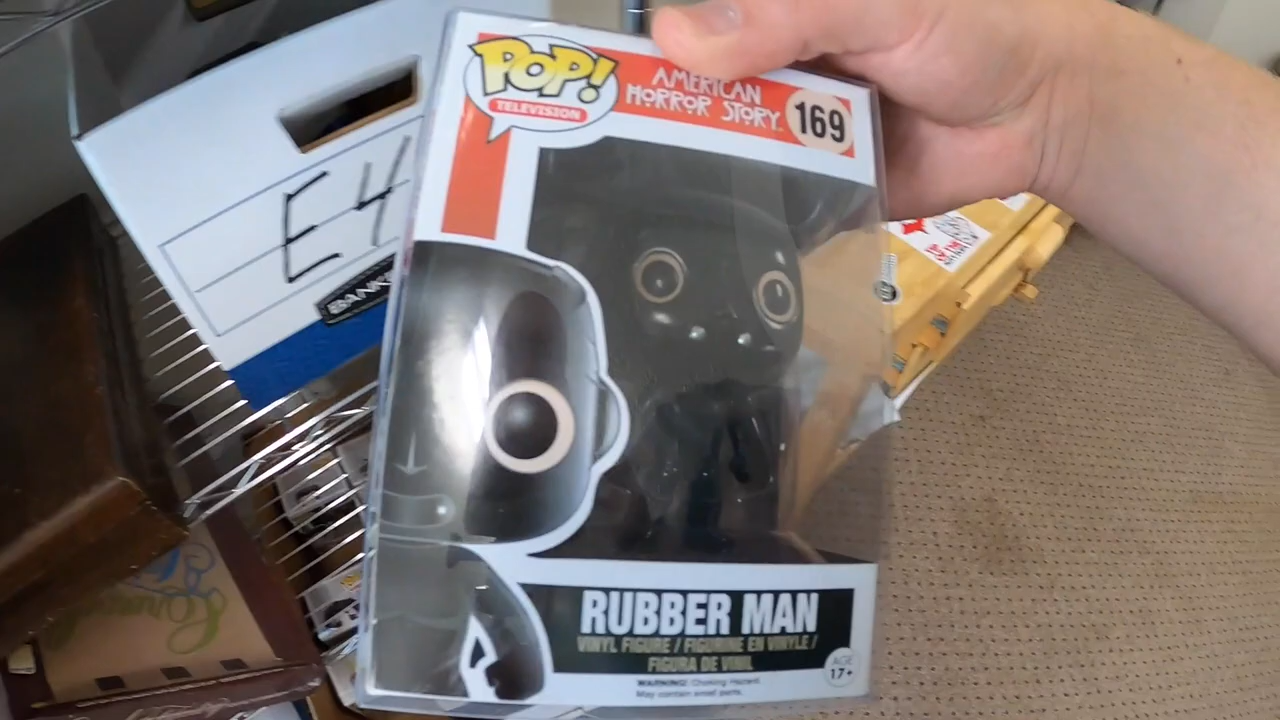 POP!
TELEVISION
AMERICAN
HORROR STORY
169
E4
BANKE
RUBBER MAN
VINYL FIGURE / FIGURINE EN VINYLE /
FIGURA DE VINIL
WARNING: Choking Hazard.
May contain small parts.
AGE
17+